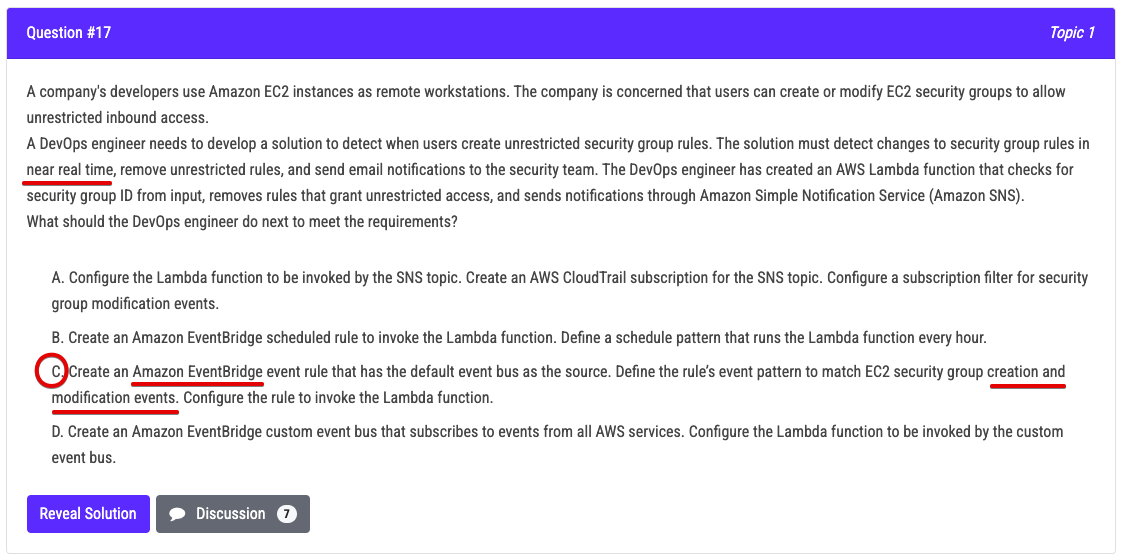 Question #17
Topic 1
A company's developers use Amazon EC2 instances as remote workstations. The company is concerned that users can create or modify EC2 security groups to allow
unrestricted inbound access.
A DevOps engineer needs to develop a solution to detect when users create unrestricted security group rules. The solution must detect changes to security group rules in
near real time, remove unrestricted rules, and send email notifications to the security team. The DevOps engineer has created an AWS Lambda function that checks for
security group ID from input, removes rules that grant unrestricted access, and sends notifications through Amazon Simple Notification Service (Amazon SNS).
What should the DevOps engineer do next to meet the requirements?
A. Configure the Lambda function to be invoked by the SNS topic. Create an AWS CloudTrail subscription for the SNS topic. Configure a subscription filter for security
group modification events.
B. Create an Amazon EventBridge scheduled rule to invoke the Lambda function. Define a schedule pattern that runs the Lambda function every hour.
C. Create an Amazon EventBridge event rule that has the default event bus as the source. Define the rule’s event pattern to match EC2 security group creation and
modification events. Configure the rule to invoke the Lambda function.
D. Create an Amazon EventBridge custom event bus that subscribes to events from all AWS services. Configure the Lambda function to be invoked by the custom
event bus.
Reveal Solution
Discussion 7